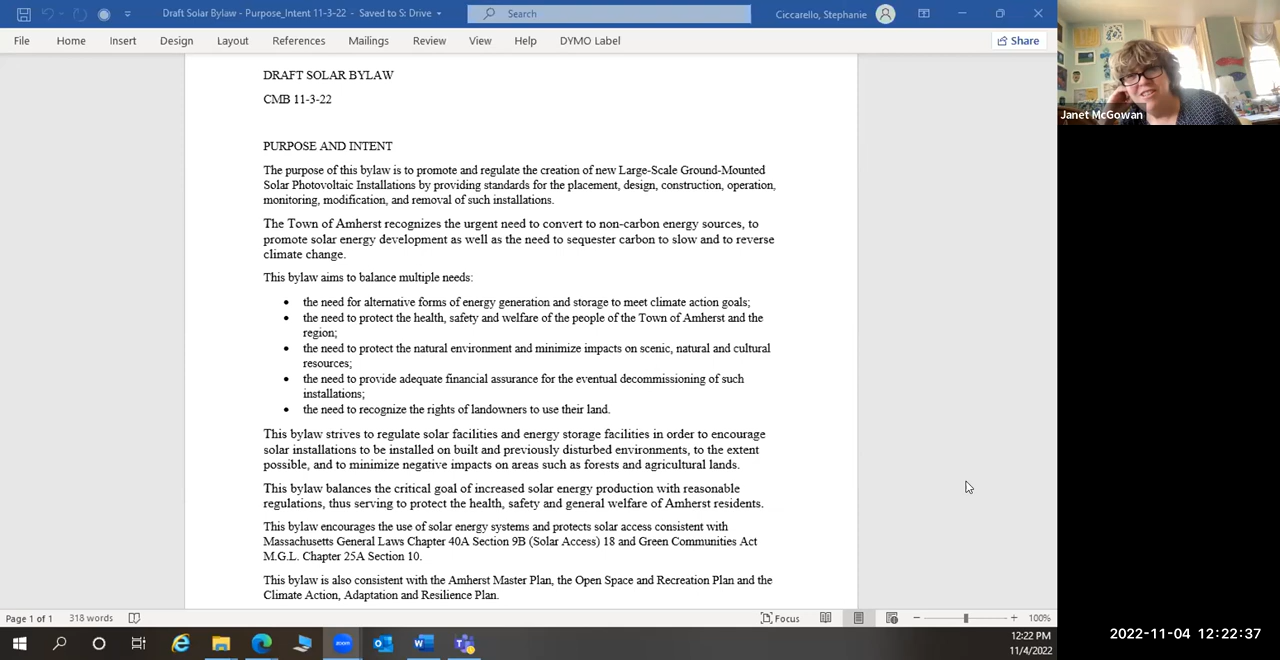 Draft Solar Bylaw - Purpose_Intent 11-3-22 - Saved to S: Drive
Search
Ciccarello, Stephanie
File Home Insert Design Layout References Mailings Review View Help DYMO Label
Share
Janet McGowan
DRAFT SOLAR BYLAW
CMB 11-3-22
PURPOSE AND INTENT
The purpose of this bylaw is to promote and regulate the creation of new Large-Scale Ground-Mounted
Solar Photovoltaic Installations by providing standards for the placement, design, construction, operation,
monitoring, modification, and removal of such installations.
The Town of Amherst recognizes the urgent need to convert to non-carbon energy sources, to
promote solar energy development as well as the need to sequester carbon to slow and to reverse
climate change.
This bylaw aims to balance multiple needs:
• the need for alternative forms of energy generation and storage to meet climate action goals;
• the need to protect the health, safety and welfare of the people of the Town of Amherst and the
region;
• the need to protect the natural environment and minimize impacts on scenic, natural and cultural
resources;
• the need to provide adequate financial assurance for the eventual decommissioning of such
installations;
• the need to recognize the rights of landowners to use their land.
This bylaw strives to regulate solar facilities and energy storage facilities in order to encourage
solar installations to be installed on built and previously disturbed environments, to the extent
possible, and to minimize negative impacts on areas such as forests and agricultural lands.
This bylaw balances the critical goal of increased solar energy production with reasonable
regulations, thus serving to protect the health, safety and general welfare of Amherst residents.
This bylaw encourages the use of solar energy systems and protects solar access consistent with
Massachusetts General Laws Chapter 40A Section 9B (Solar Access) 18 and Green Communities Act
M.G.L. Chapter 25A Section 10.
This bylaw is also consistent with the Amherst Master Plan, the Open Space and Recreation Plan and the
Climate Action, Adaptation and Resilience Plan.
Page 1 of 1 318 words
Focus
100%
zoom
12:22 PM
11/4/2022
2022-11-04 12:22:37